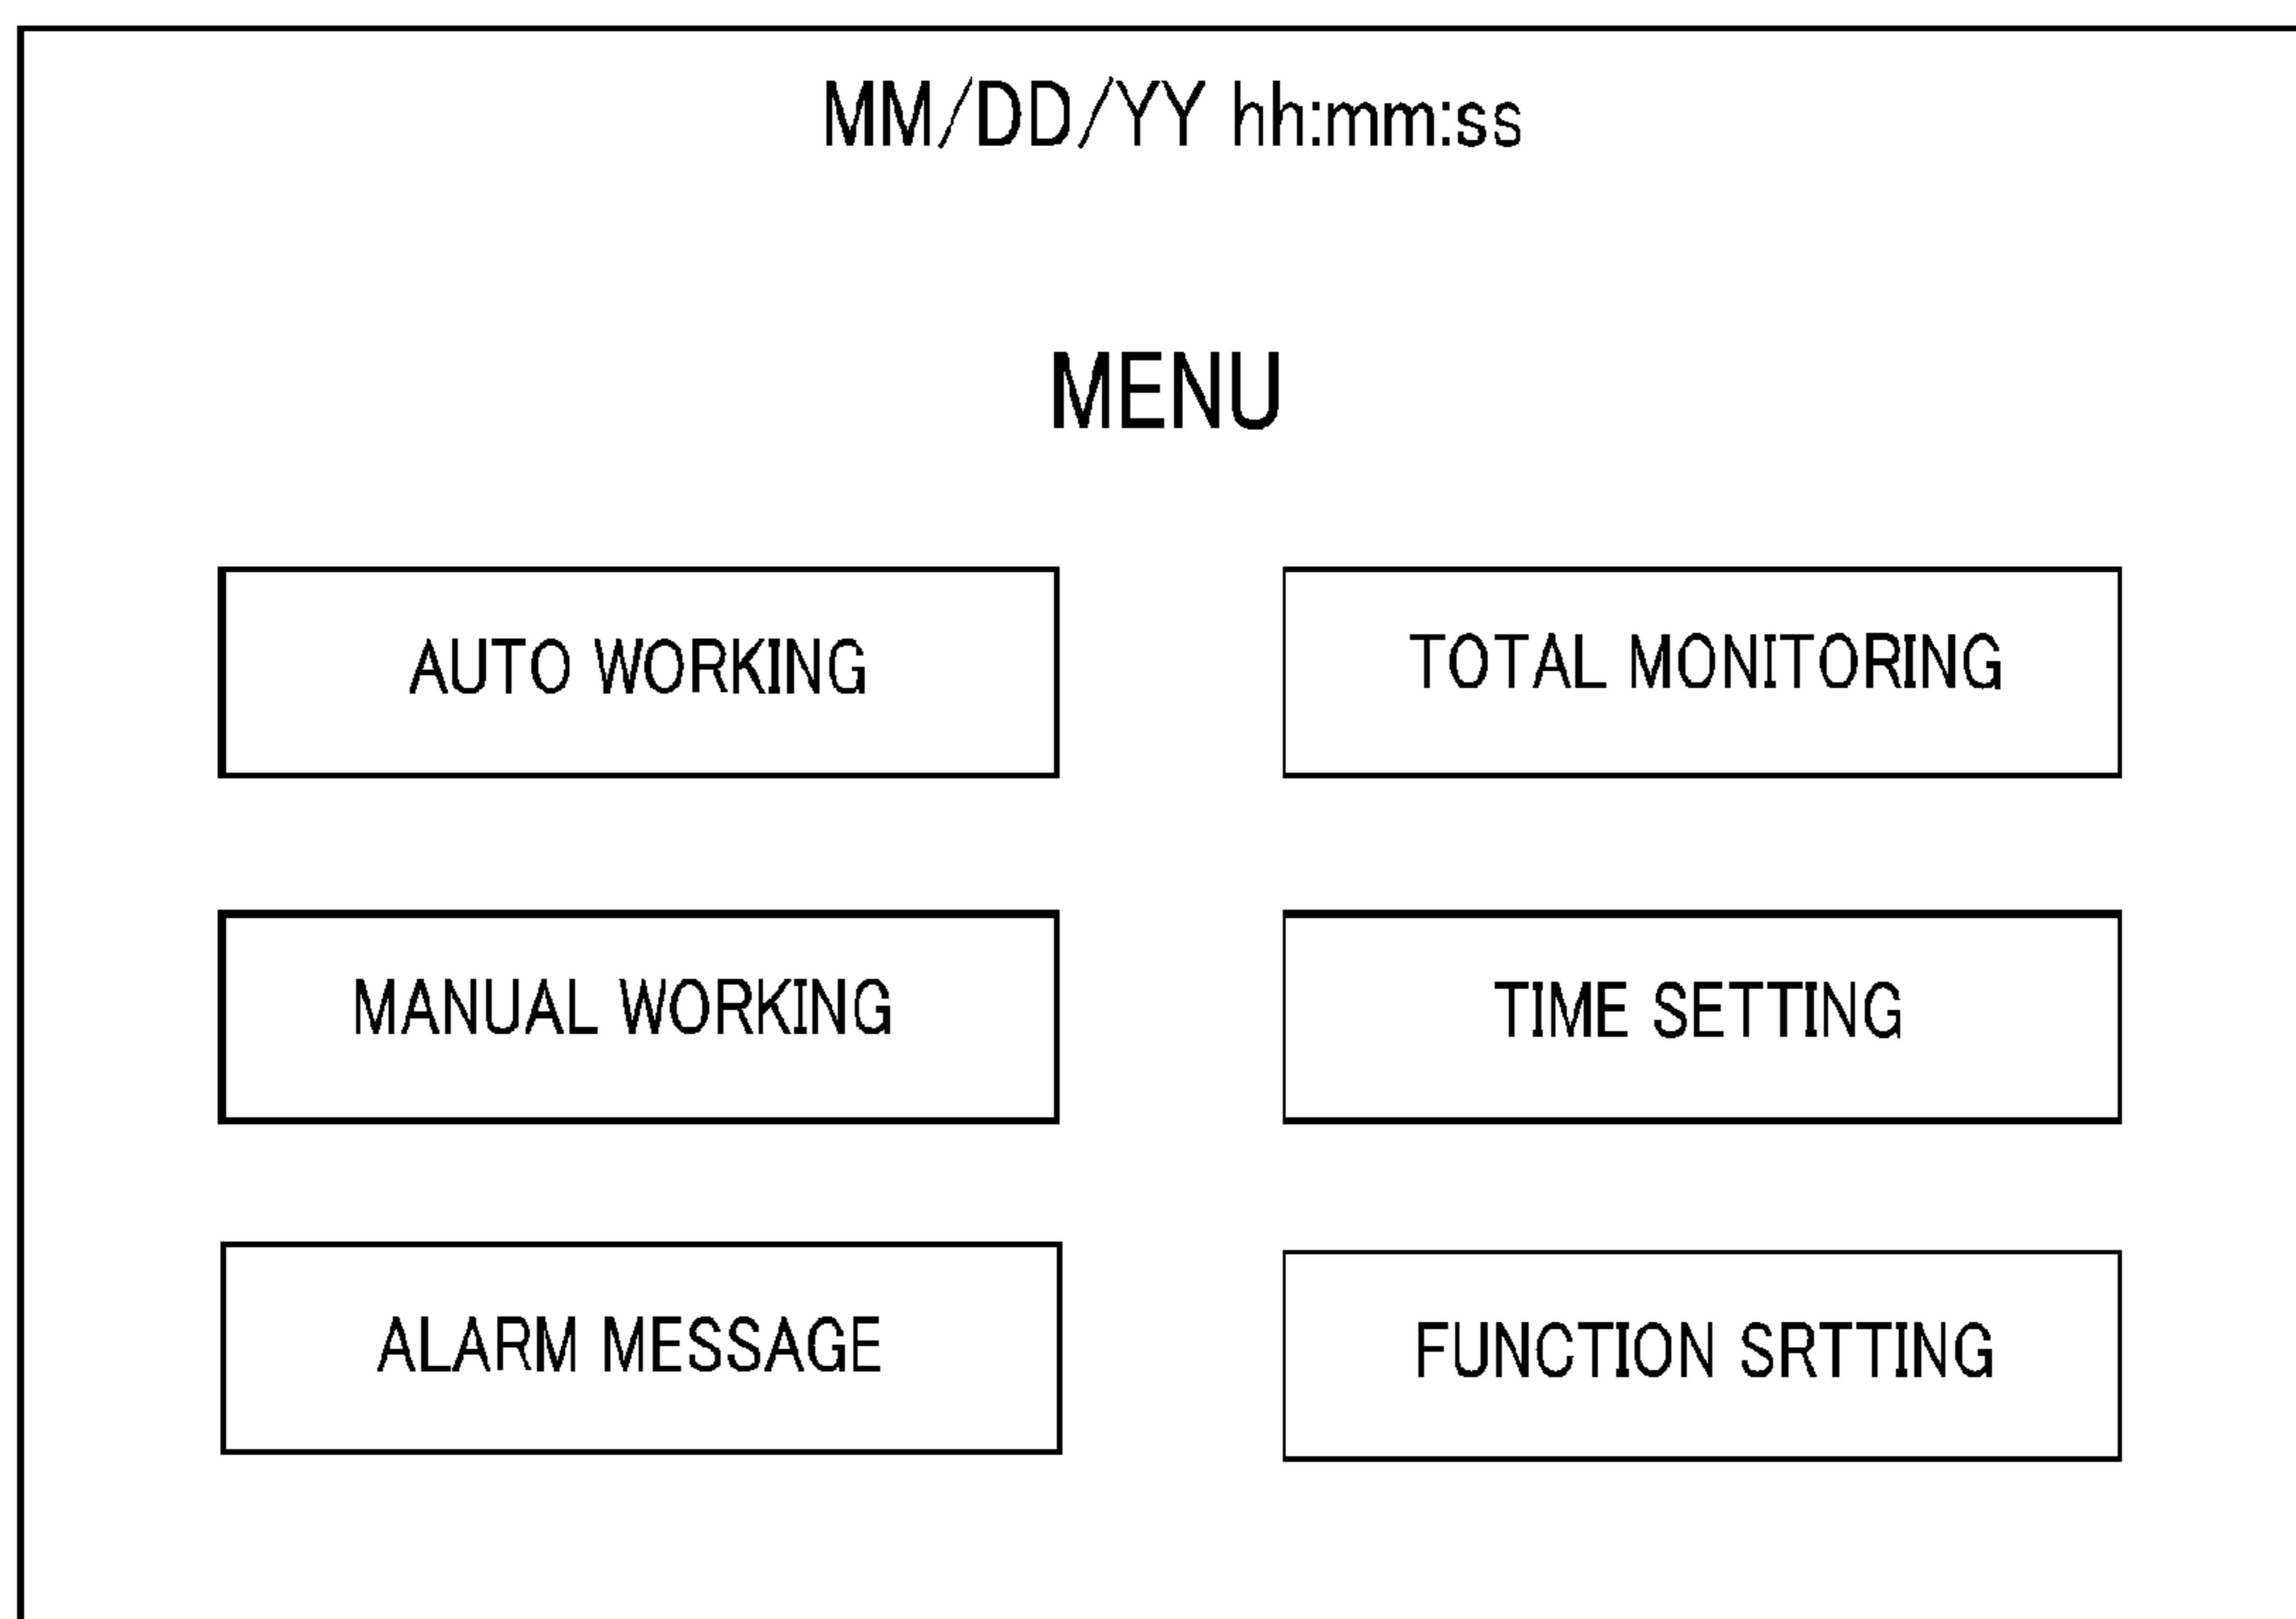 MM/DD/YY hh:mm:ss
MENU
AUTO WORKING
TOTAL MONITORING
MANUAL WORKING
TIME SETTING
ALARM MESSAGE
FUNCTION SRTTING